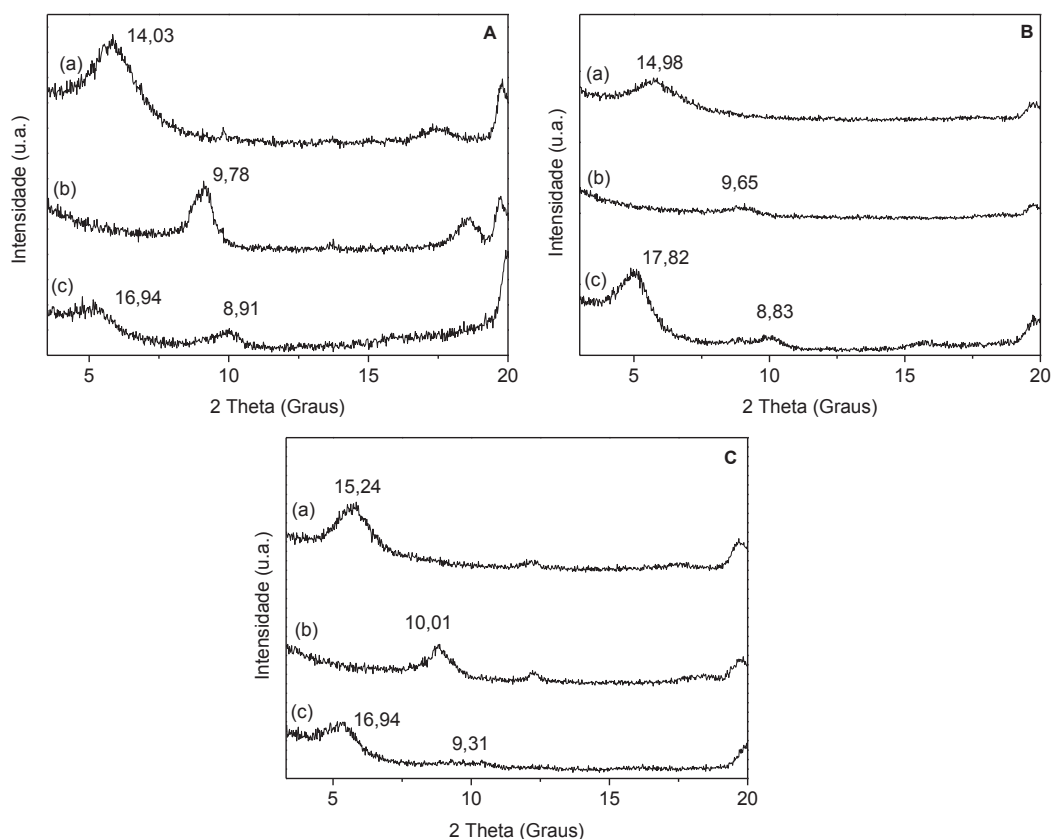 A
14,03
(a)
9,78
(b)
(c)
16,94
8,91
Intensidade (u.a.)
5
10
15
20
2 Theta (Graus)
B
14,98
(a)
(b)
9,65
17,82
(c)
8,83
Intensidade (u.a.)
5
10
15
20
2 Theta (Graus)
C
15,24
(a)
10,01
(b)
(c)
16,94
9,31
Intensidade (u.a.)
5
10
15
20
2 Theta (Graus)